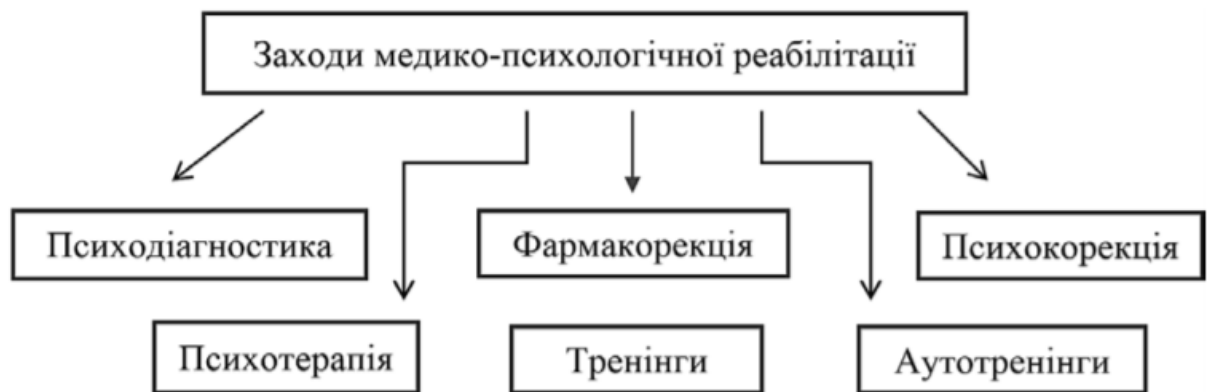 Заходи медико-психологічної реабілітації
Психодіагностика
Фармакорекція
Психокорекція
Психотерапія
Тренінги
Аутотренінги